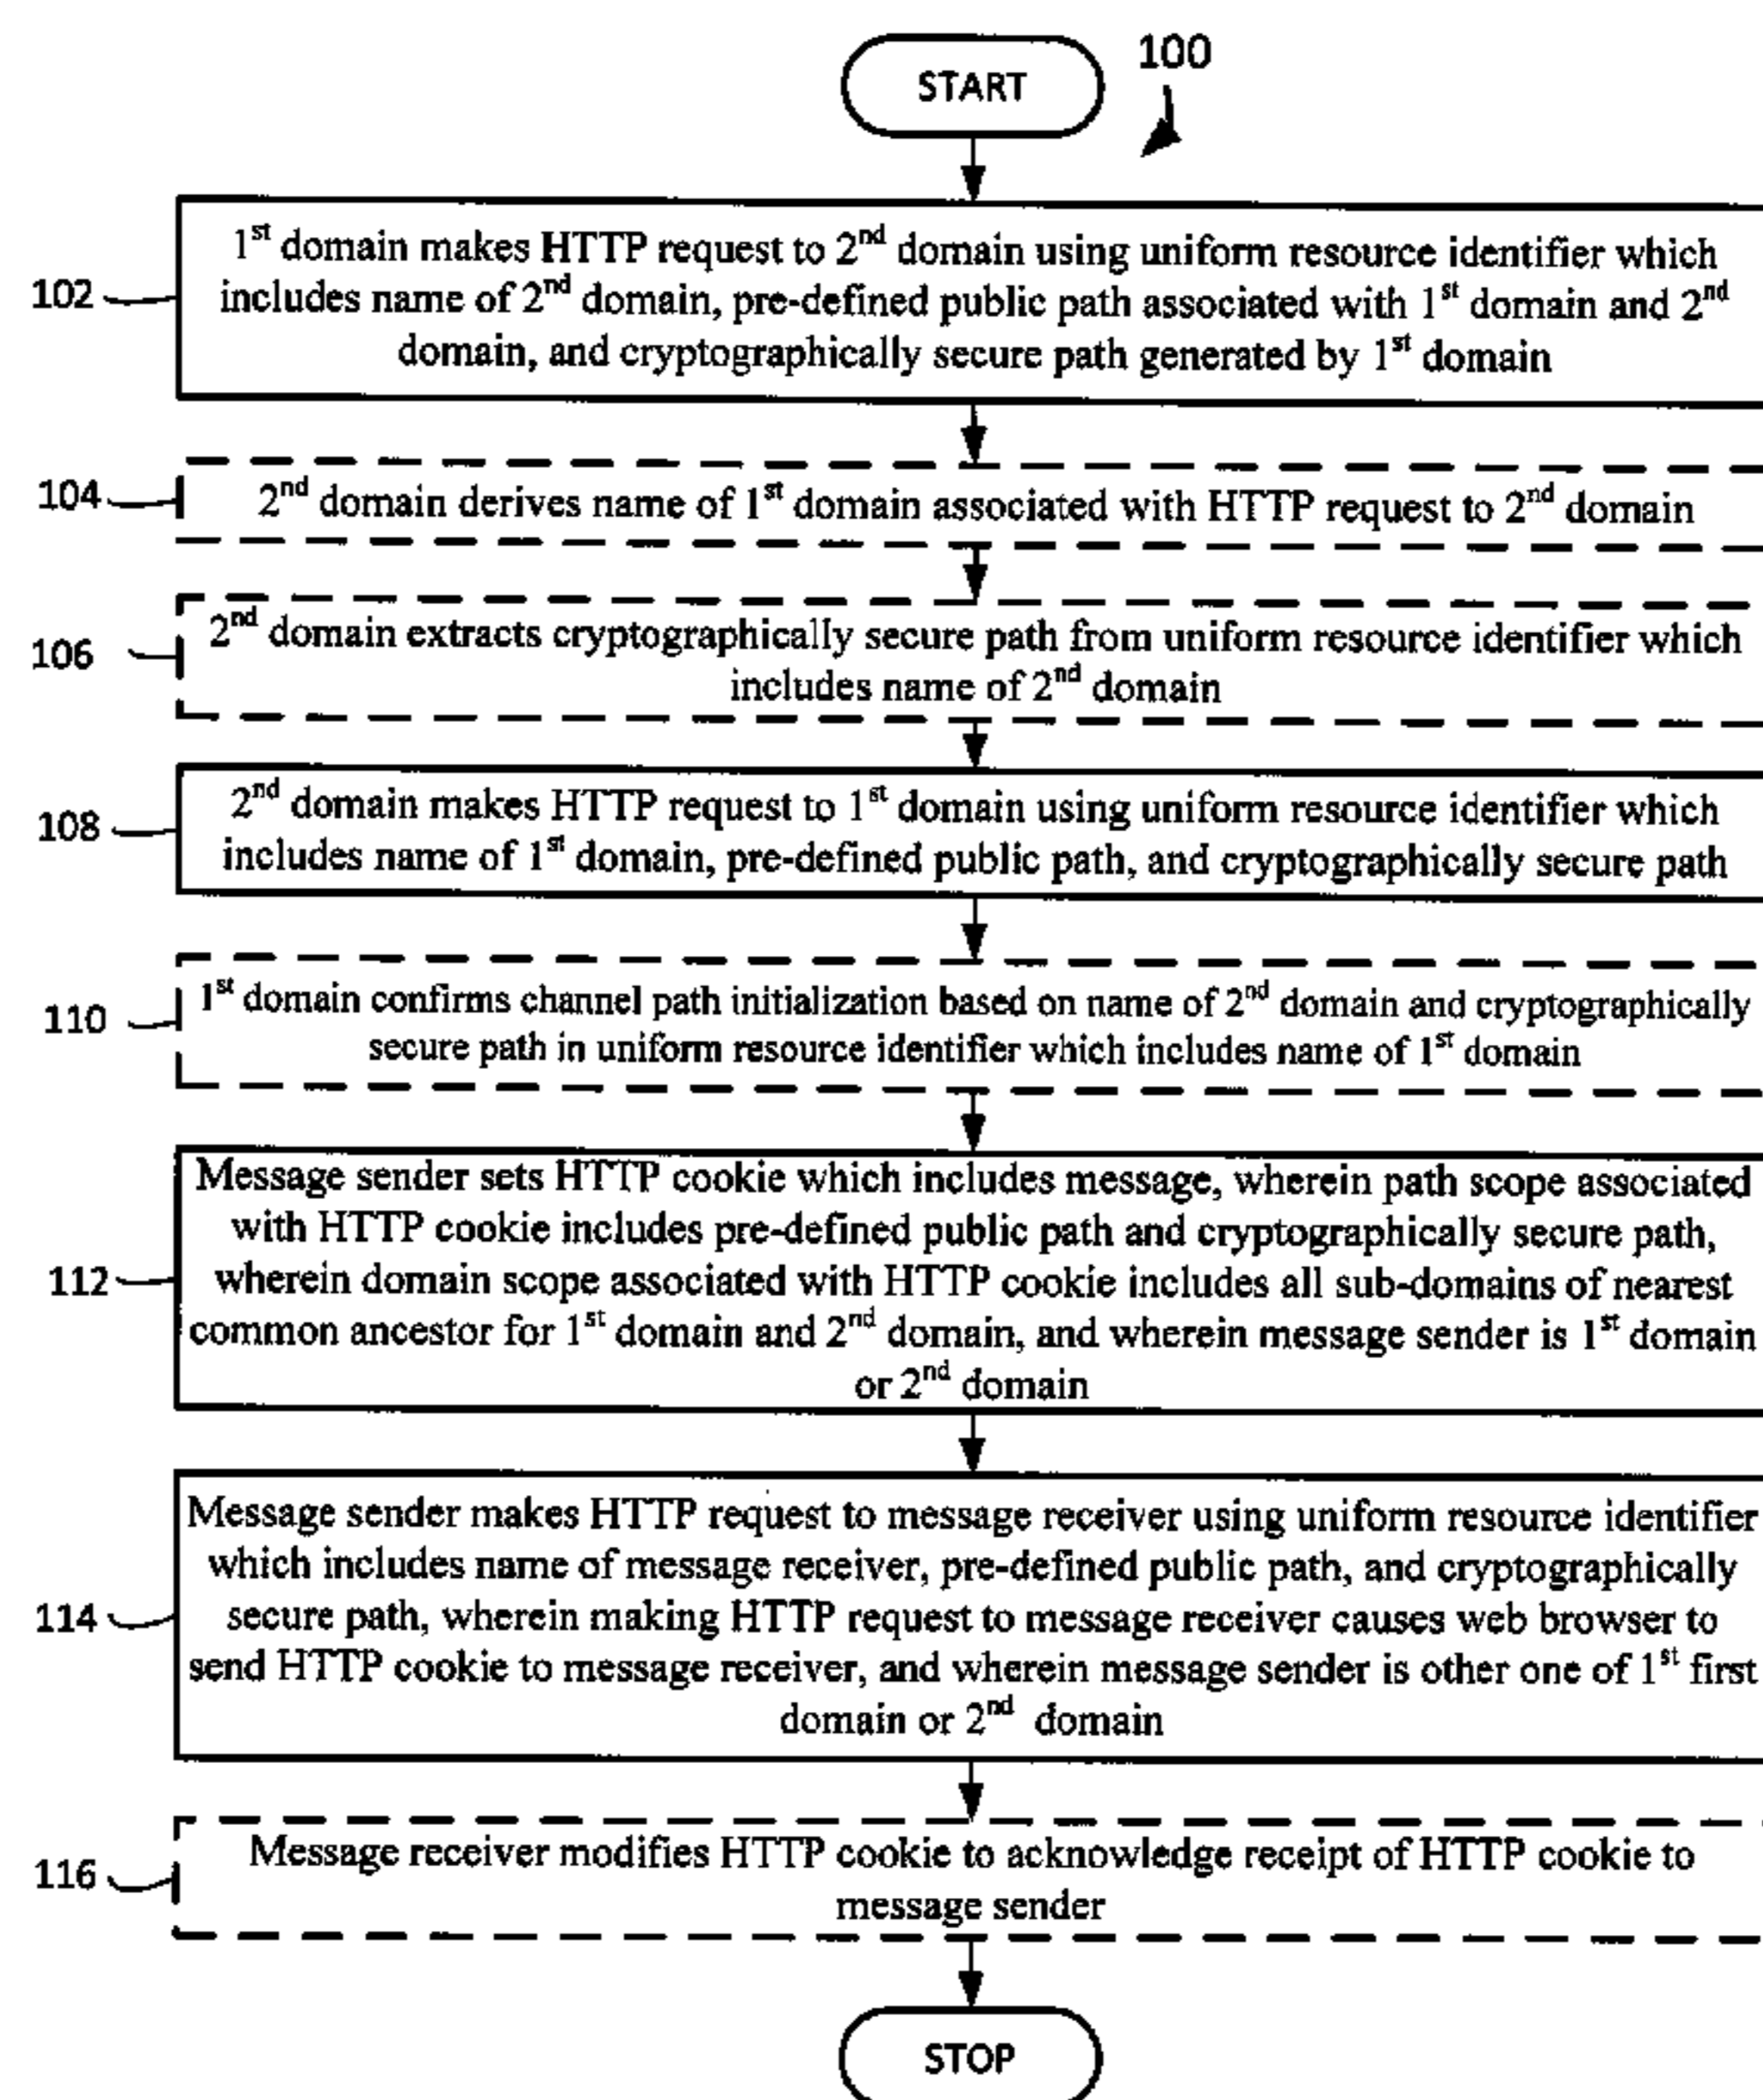 START
100
102
1st domain makes HTTP request to 2nd domain using uniform resource identifier which
includes name of 2nd domain, pre-defined public path associated with 1st domain and 2nd
domain, and cryptographically secure path generated by 1st domain
104
2nd domain derives name of 1st domain associated with HTTP request to 2nd domain
106
2nd domain extracts cryptographically secure path from uniform resource identifier which
includes name of 2nd domain
108
2nd domain makes HTTP request to 1st domain using uniform resource identifier which
includes name of 1st domain, pre-defined public path, and cryptographically secure path
110
1st domain confirms channel path initialization based on name of 2nd domain and cryptographically
secure path in uniform resource identifier which includes name of 1st domain
112
Message sender sets HTTP cookie which includes message, wherein path scope associated
with HTTP cookie includes pre-defined public path and cryptographically secure path,
wherein domain scope associated with HTTP cookie includes all sub-domains of nearest
common ancestor for 1st domain and 2nd domain, and wherein message sender is 1st domain
or 2nd domain
114
Message sender makes HTTP request to message receiver using uniform resource identifier
which includes name of message receiver, pre-defined public path, and cryptographically
secure path, wherein making HTTP request to message receiver causes web browser to
send HTTP cookie to message receiver, and wherein message sender is other one of 1st first
domain or 2nd domain
116
Message receiver modifies HTTP cookie to acknowledge receipt of HTTP cookie to
message sender
STOP